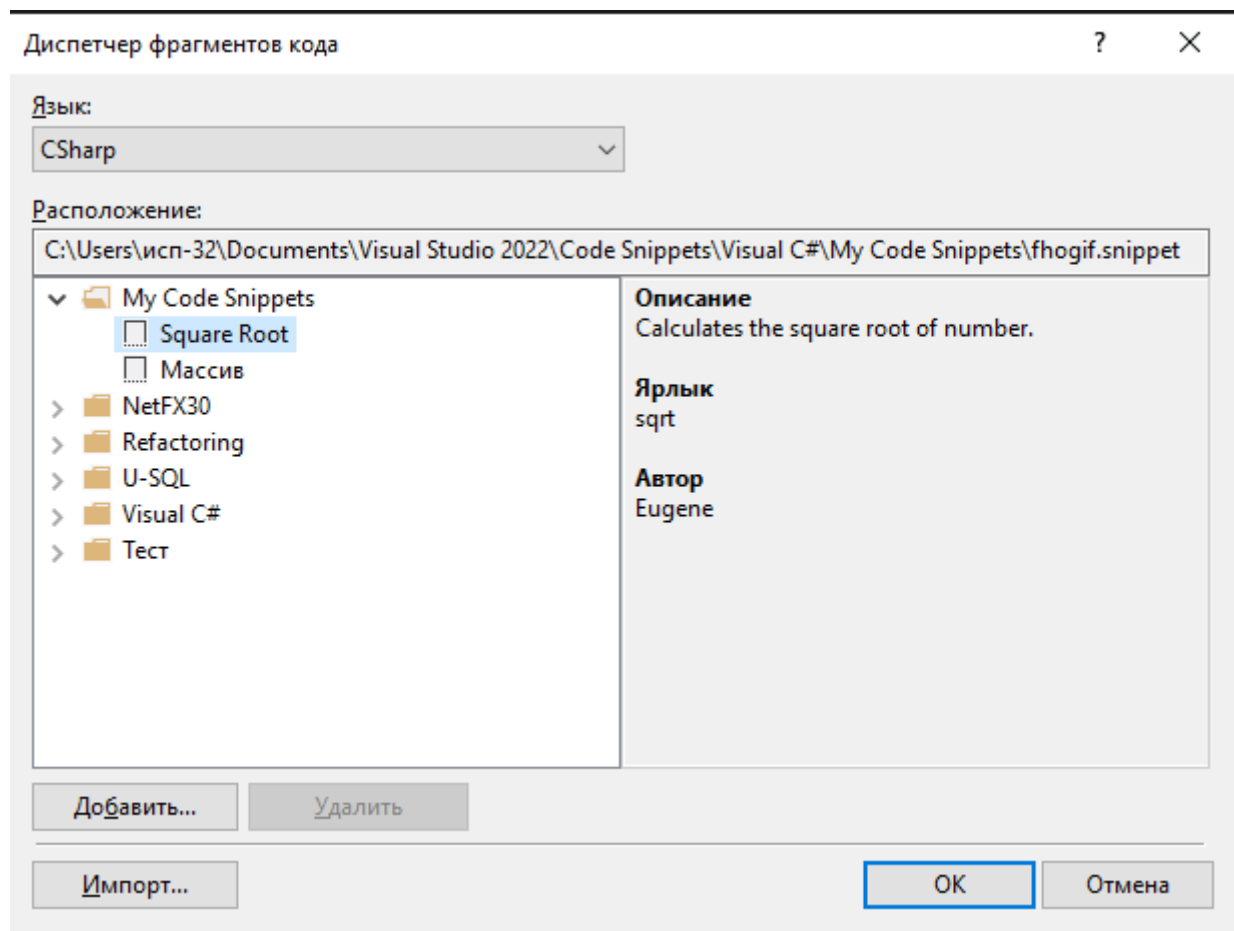 Диспетчер фрагментов кода
?
Язык:
CSharp
Расположение:
C:\Users\исп-32\Documents\Visual Studio 2022\Code Snippets\Visual C#\My Code Snippets\fhogif.snippet
My Code Snippets
Square Root
Массив
NetFX30
Refactoring
U-SQL
Visual C#
Тест
Описание
Calculates the square root of number.
Ярлык
sqrt
Автор
Eugene
Добавить...
Удалить
Импорт...
ОК
Отмена